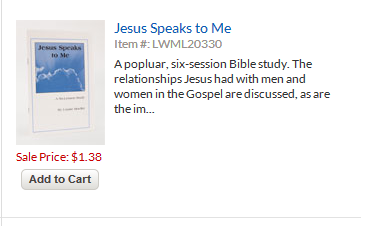 Jesus Speaks to Me
Item #: LWML20330
A popluar, six-session Bible study. The
relationships Jesus had with men and
women in the Gospel are discussed, as are
the im...
Jesus Speaks
to Me
Sale Price: $1.38
Add to Cart